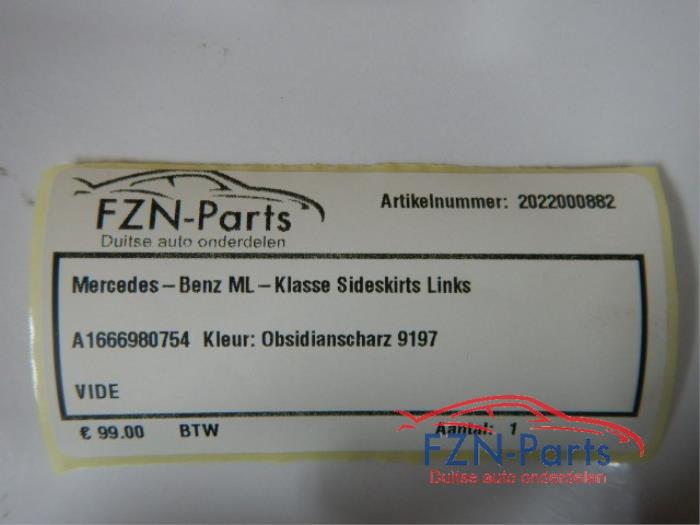 FZN-Parts
Duitse auto onderdelen
Artikelnummer: 2022000882
Mercedes-Benz ML-Klasse Sideskirts Links
A1666980754 Kleur: Obsidianscharz 9197
VIDE
€ 99.00 BTW Aantal: 1
FZN-Parts
Duitse auto onderdelen